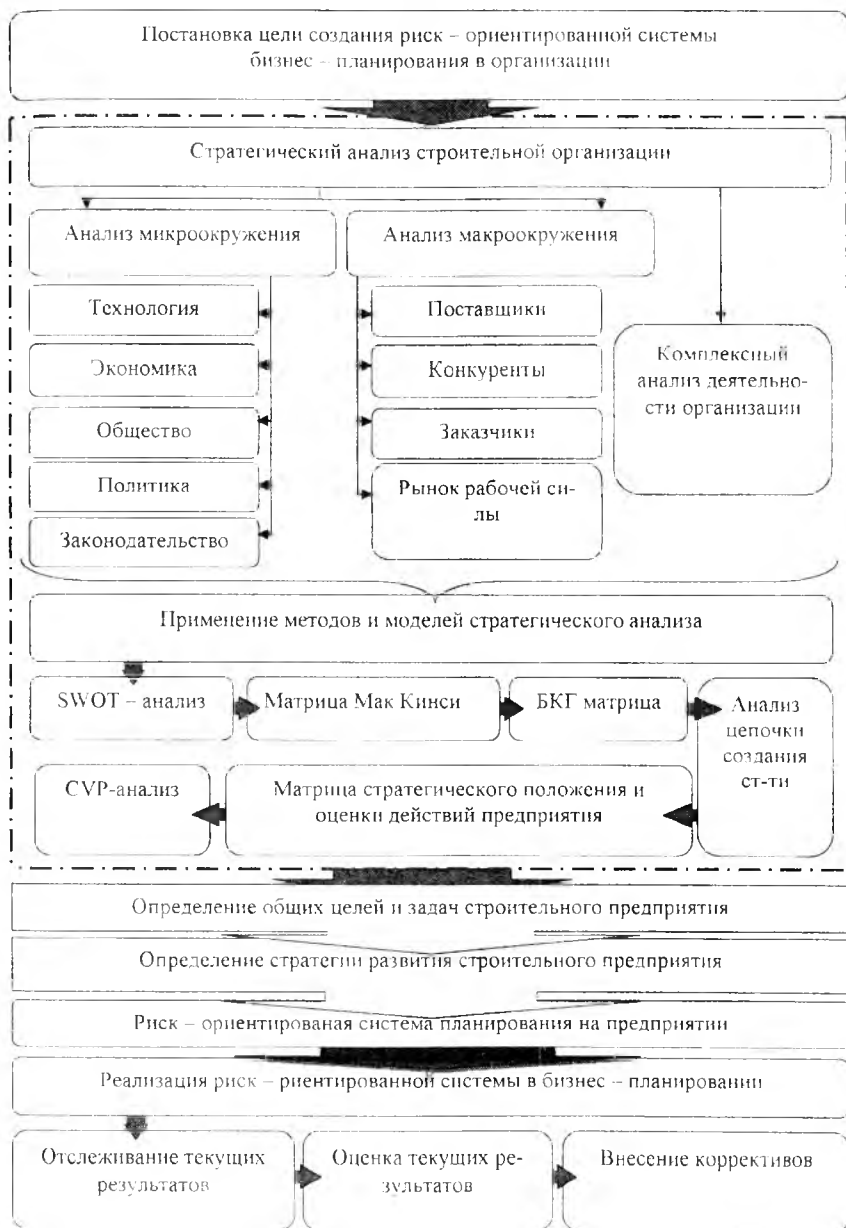 Постановка цели создания риск – ориентированной системы
бизнес – планирования в организации
Стратегический анализ строительной организации
Анализ микроокружения
Анализ макроокружения
Технология
Экономика
Общество
Политика
Законодательство
Поставщики
Конкуренты
Заказчики
Рынок рабочей си-
лы
Комплексный
анализ деятельно-
сти организации
Применение методов и моделей стратегического анализа
SWOT – анализ
Матрица Мак Кинси
БКГ матрица
Анализ
цепочки
создания
ст-ти
Матрица стратегического положения и
оценки действий предприятия
CVP-анализ
Определение общих целей и задач строительного предприятия
Определение стратегии развития строительного предприятия
Риск – ориентированая система планирования на предприятии
Реализация риск – риентированной системы в бизнес – планировании
Отслеживание текущих
результатов
Оценка текущих ре-
зультатов
Внесение коррективов